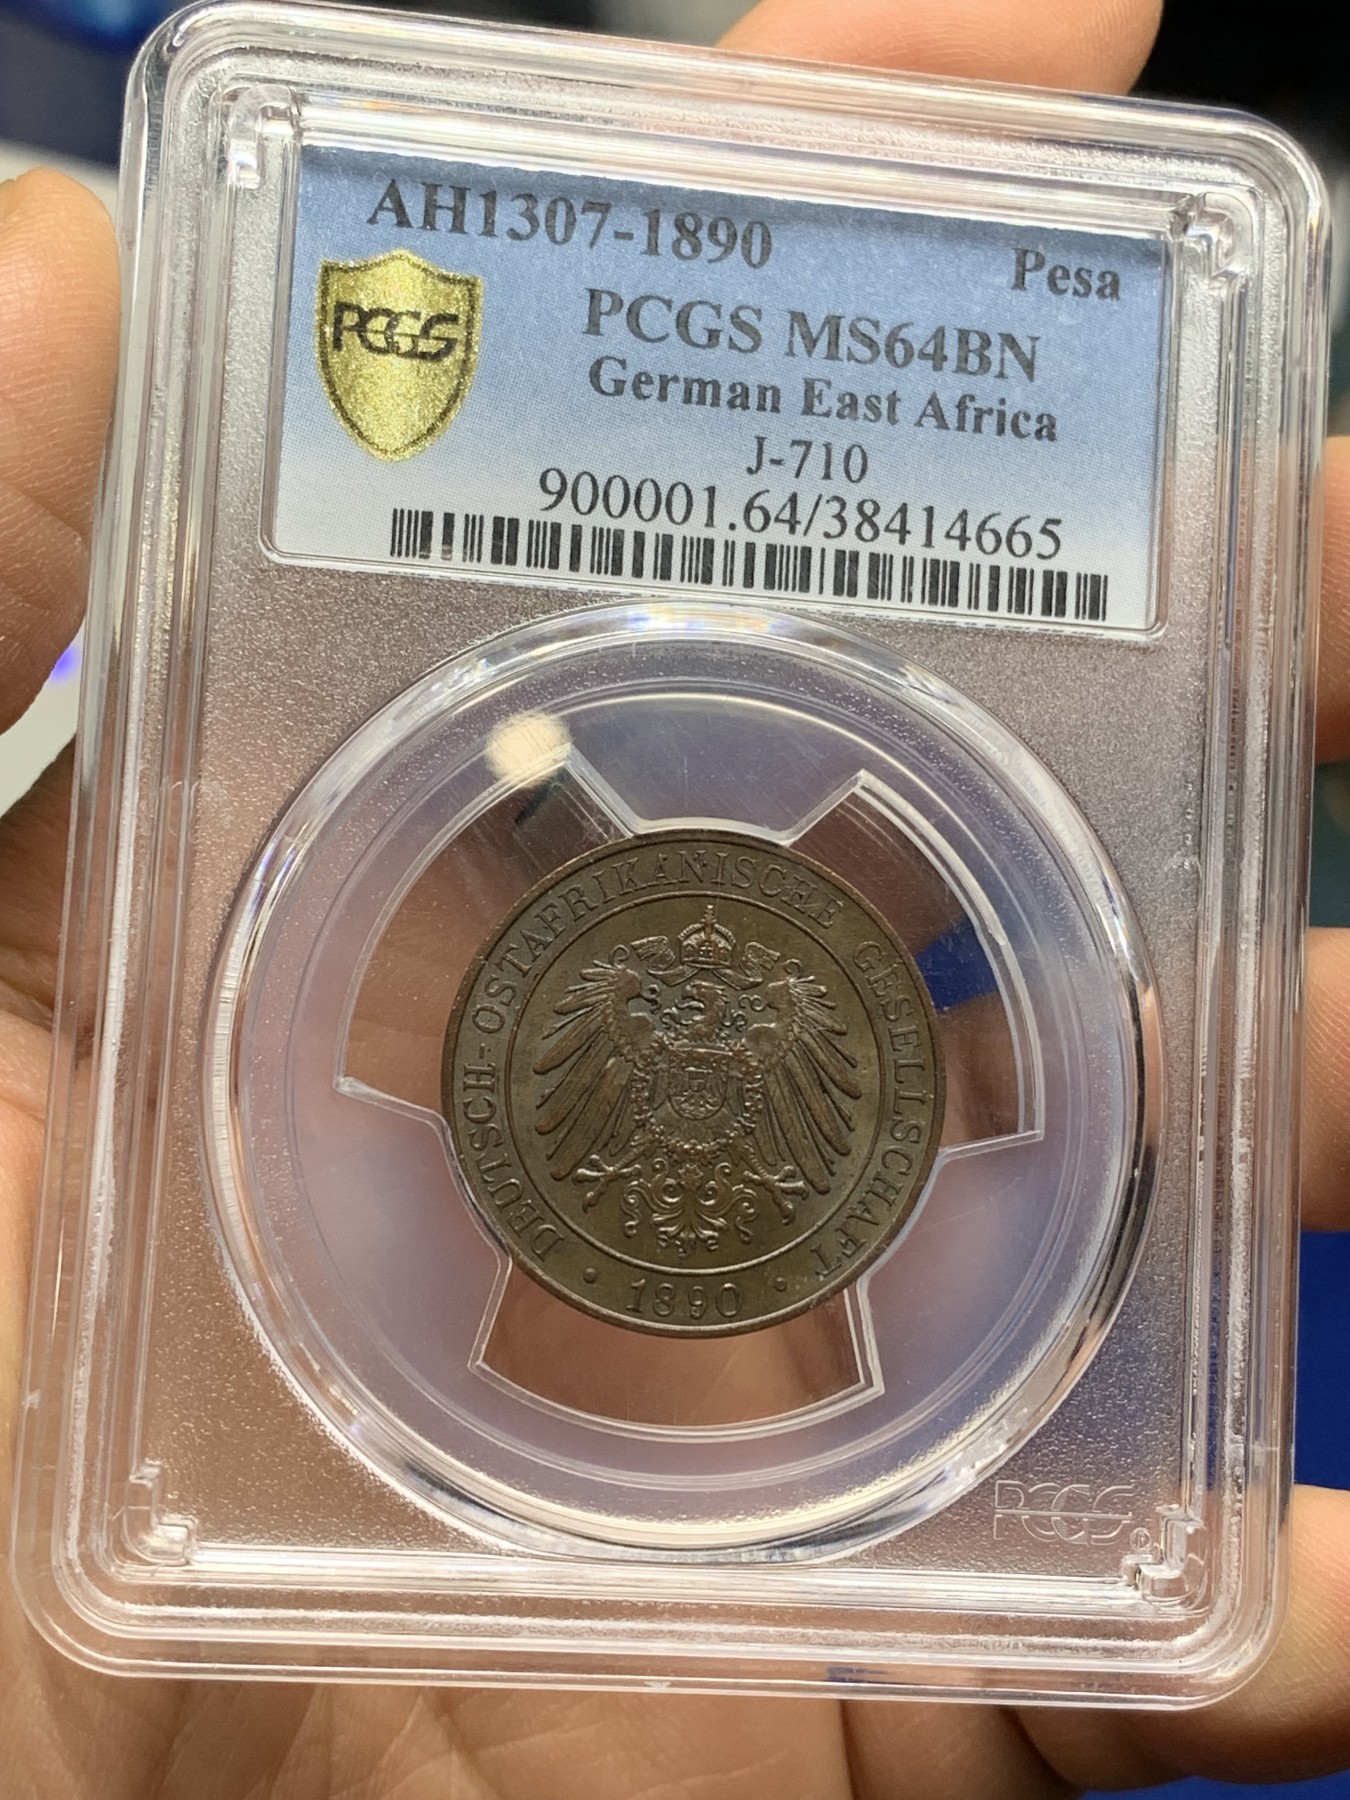 AH1307-1890 Pesa
PCGS
PCGS MS64BN
German East Africa
J-710
900001.64/38414665
DEUTSCH-OSTAFRIKANISCHE GESELLSCHAFT
• 1890 •
PCGS